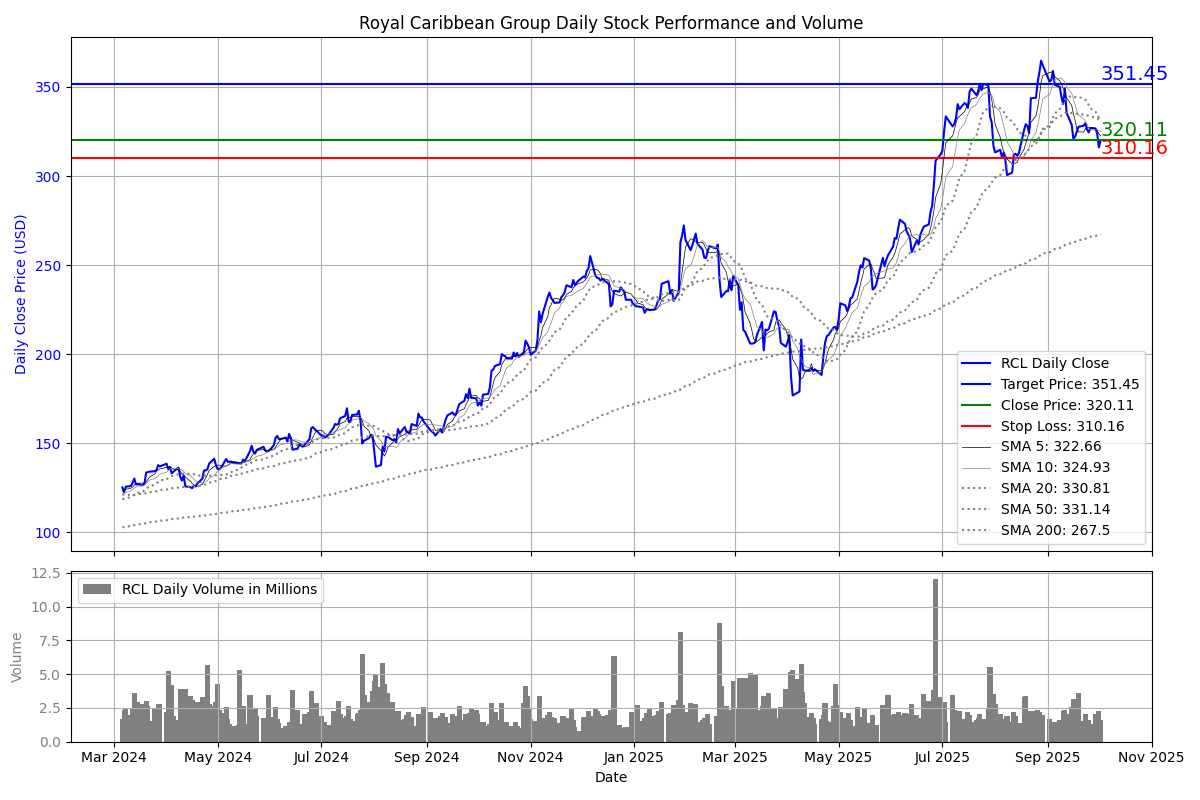 Royal Caribbean Group Daily Stock Performance and Volume
Daily Close Price (USD)
350
300
250
200
150
100
351.45
320.11
310.16
RCL Daily Close
Target Price: 351.45
Close Price: 320.11
Stop Loss: 310.16
SMA 5: 322.66
SMA 10: 324.93
SMA 20: 330.81
SMA 50: 331.14
SMA 200: 267.5
Volume
12.5
10.0
7.5
5.0
2.5
0.0
RCL Daily Volume in Millions
Mar 2024 May 2024 Jul 2024 Sep 2024 Nov 2024 Jan 2025 Mar 2025 May 2025 Jul 2025 Sep 2025 Nov 2025
Date